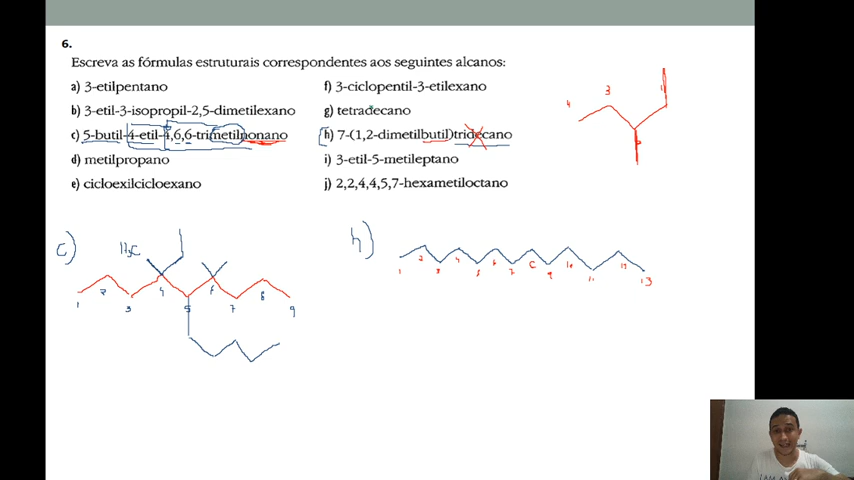 6.
Escreva as fórmulas estruturais correspondentes aos seguintes alcanos:
a) 3-etilpentano
b) 3-etil-3-isopropil-2,5-dimetilexano
c) 5-butil-4-etil-4,6,6-trimetilnonano
d) metilpropano
e) cicloexilcicloexano
f) 3-ciclopentil-3-etilexano
g) tetradecano
h) 7-(1,2-dimetilbutil)tridecano
i) 3-etil-5-metileptano
j) 2,2,4,4,5,7-hexametiloctano
4 3
c) H3C
1 2 3 4 5 6 7 8 9
h)
1 2 3 4 5 6 7 8 9 10 11 12 13